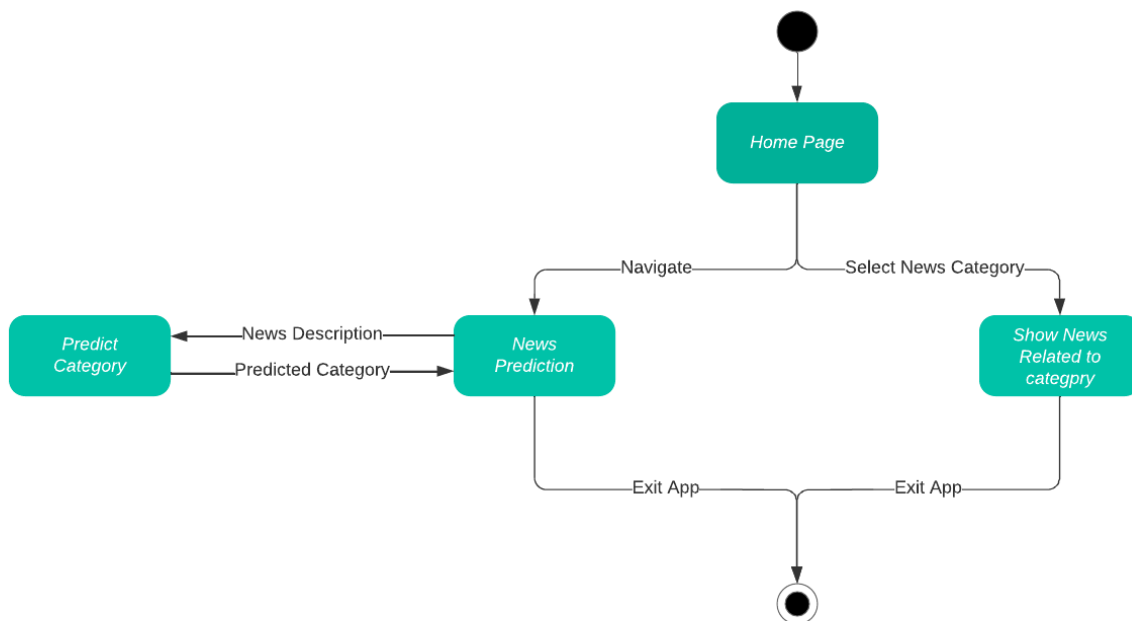 Home Page
Navigate
Select News Category
Predict
Category
News Description
Predicted Category
News
Prediction
Show News
Related to
categpry
Exit App
Exit App